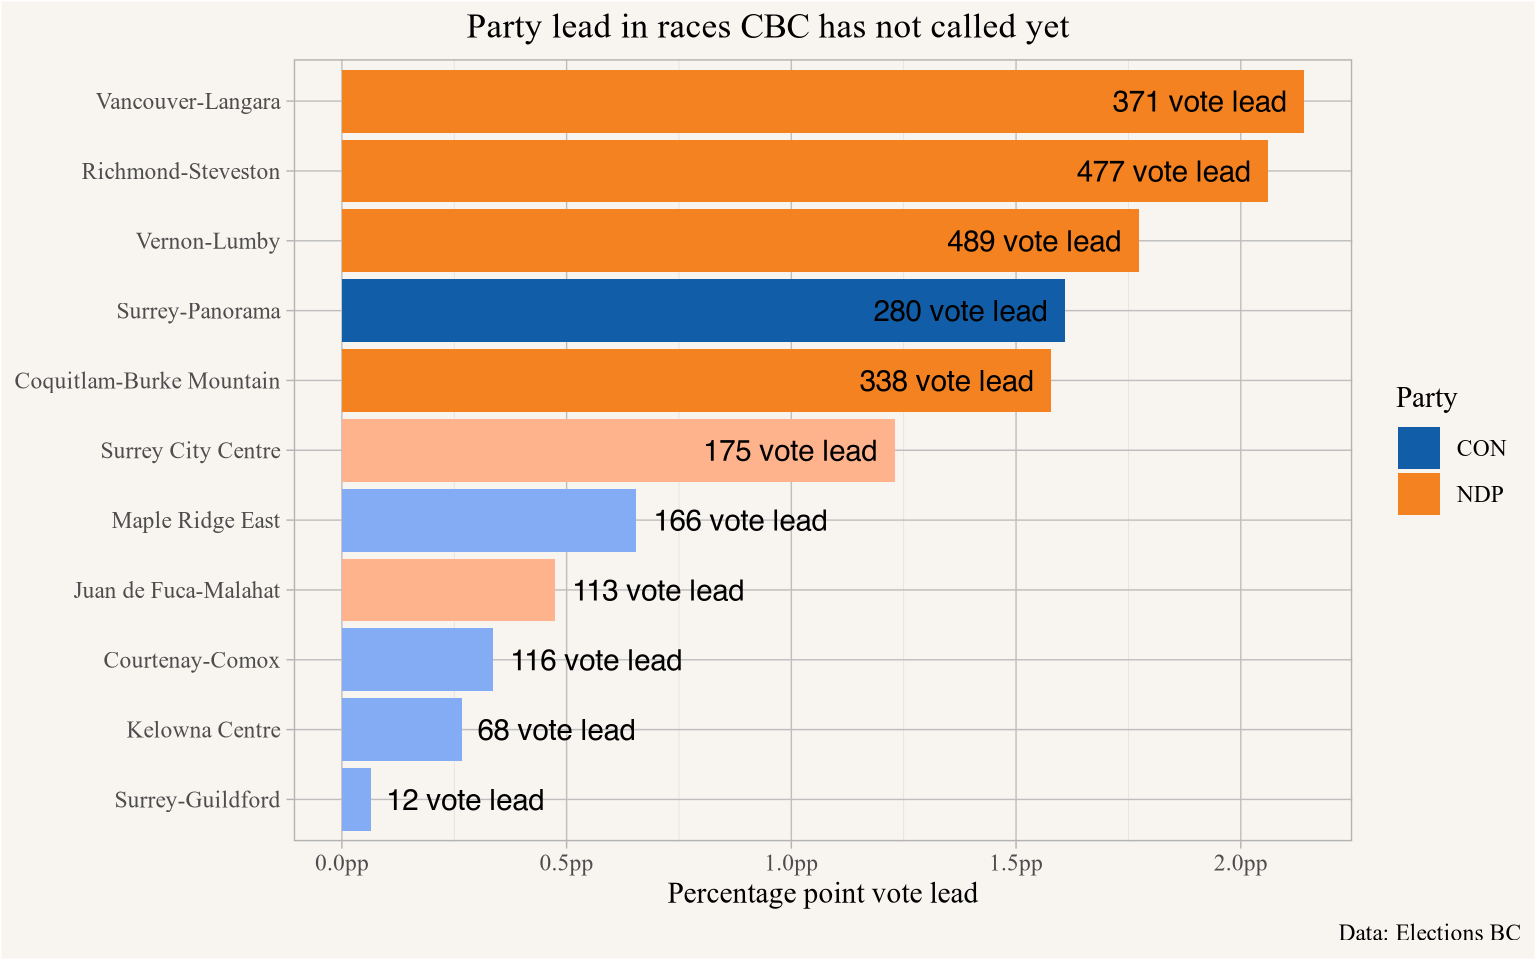 Party lead in races CBC has not called yet
Vancouver-Langara 371 vote lead
Richmond-Steveston 477 vote lead
Vernon-Lumby 489 vote lead
Surrey-Panorama 280 vote lead
Coquitlam-Burke Mountain 338 vote lead
Surrey City Centre 175 vote lead
Maple Ridge East 166 vote lead
Juan de Fuca-Malahat 113 vote lead
Courtenay-Comox 116 vote lead
Kelowna Centre 68 vote lead
Surrey-Guildford 12 vote lead
0.0pp 0.5pp 1.0pp 1.5pp 2.0pp
Percentage point vote lead
Party
CON
NDP
Data: Elections BC